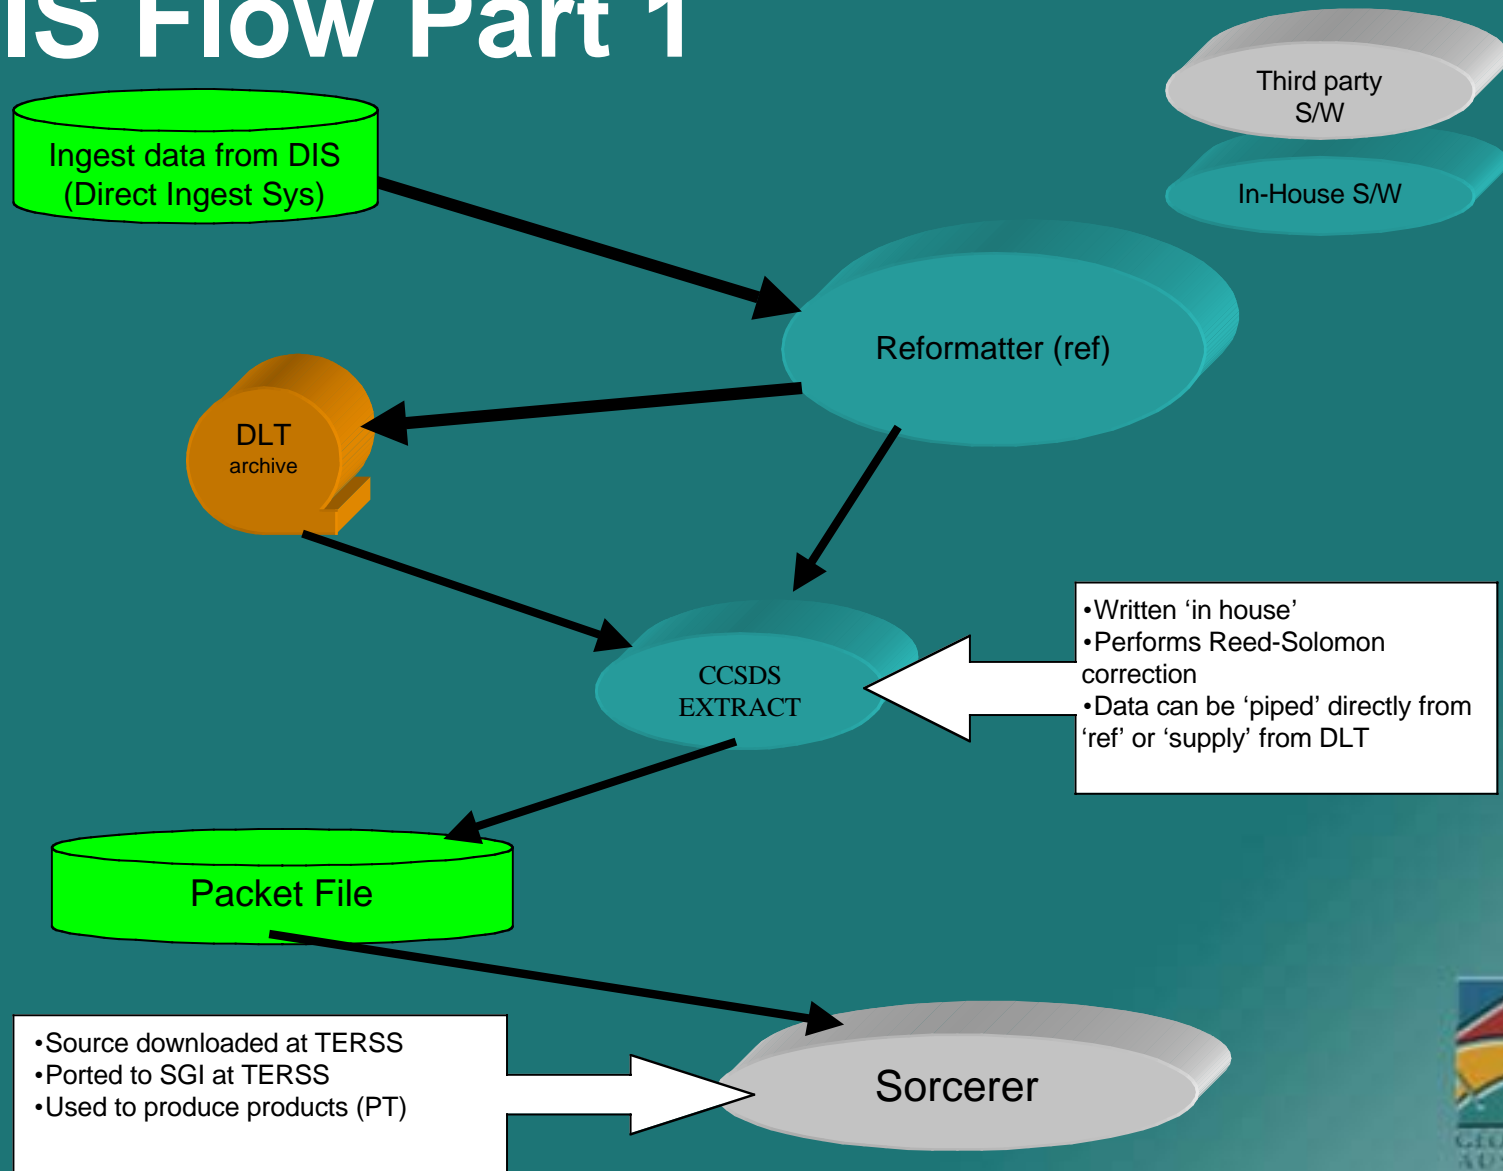 IS Flow Part 1
Third party
S/W
In-House S/W
Ingest data from DIS
(Direct Ingest Sys)
Reformatter (ref)
DLT
archive
CCSDS
EXTRACT
•Written ‘in house’
•Performs Reed-Solomon
correction
•Data can be ‘piped’ directly from
‘ref’ or ‘supply’ from DLT
Packet File
•Source downloaded at TERSS
•Ported to SGI at TERSS
•Used to produce products (PT)
Sorcerer